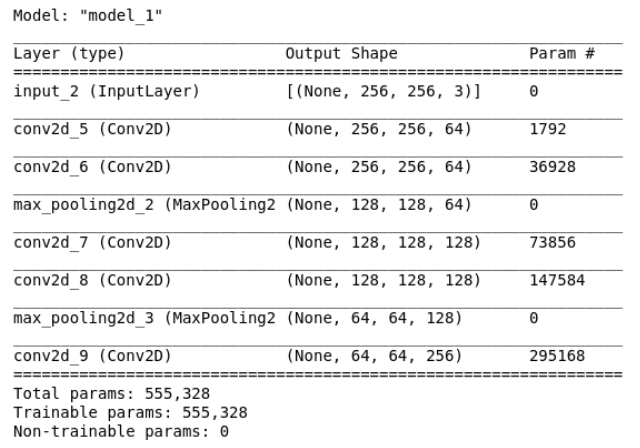 Model: "model_1"
Layer (type) Output Shape Param #
input_2 (InputLayer) [(None, 256, 256, 3)] 0
conv2d_5 (Conv2D) (None, 256, 256, 64) 1792
conv2d_6 (Conv2D) (None, 256, 256, 64) 36928
max_pooling2d_2 (MaxPooling2 (None, 128, 128, 64) 0
conv2d_7 (Conv2D) (None, 128, 128, 128) 73856
conv2d_8 (Conv2D) (None, 128, 128, 128) 147584
max_pooling2d_3 (MaxPooling2 (None, 64, 64, 128) 0
conv2d_9 (Conv2D) (None, 64, 64, 256) 295168
Total params: 555,328
Trainable params: 555,328
Non-trainable params: 0